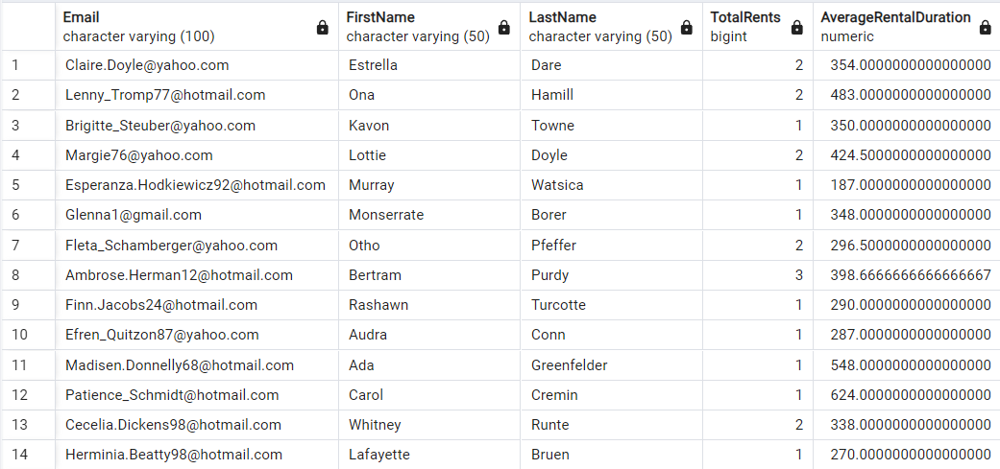 Email FirstName LastName TotalRents AverageRentalDuration
character varying (100) character varying (50) character varying (50) bigint numeric
1 Claire.Doyle@yahoo.com Estrella Dare 2 354.0000000000000000
2 Lenny_Tromp77@hotmail.com Ona Hamill 2 483.0000000000000000
3 Brigitte_Steuber@yahoo.com Kavon Towne 1 350.0000000000000000
4 Margie76@yahoo.com Lottie Doyle 2 424.5000000000000000
5 Esperanza.Hodkiewicz92@hotmail.com Murray Watsica 1 187.0000000000000000
6 Glenna1@gmail.com Monserrate Borer 1 348.0000000000000000
7 Fleta_Schamberger@yahoo.com Otho Pfeffer 2 296.5000000000000000
8 Ambrose.Herman12@hotmail.com Bertram Purdy 3 398.6666666666666667
9 Finn.Jacobs24@hotmail.com Rashawn Turcotte 1 290.0000000000000000
10 Efren_Quitzon87@yahoo.com Audra Conn 1 287.0000000000000000
11 Madisen.Donnelly68@hotmail.com Ada Greenfelder 1 548.0000000000000000
12 Patience_Schmidt@hotmail.com Carol Cremin 1 624.0000000000000000
13 Cecelia.Dickens98@hotmail.com Whitney Runte 2 338.0000000000000000
14 Herminia.Beatty98@hotmail.com Lafayette Bruen 1 270.0000000000000000